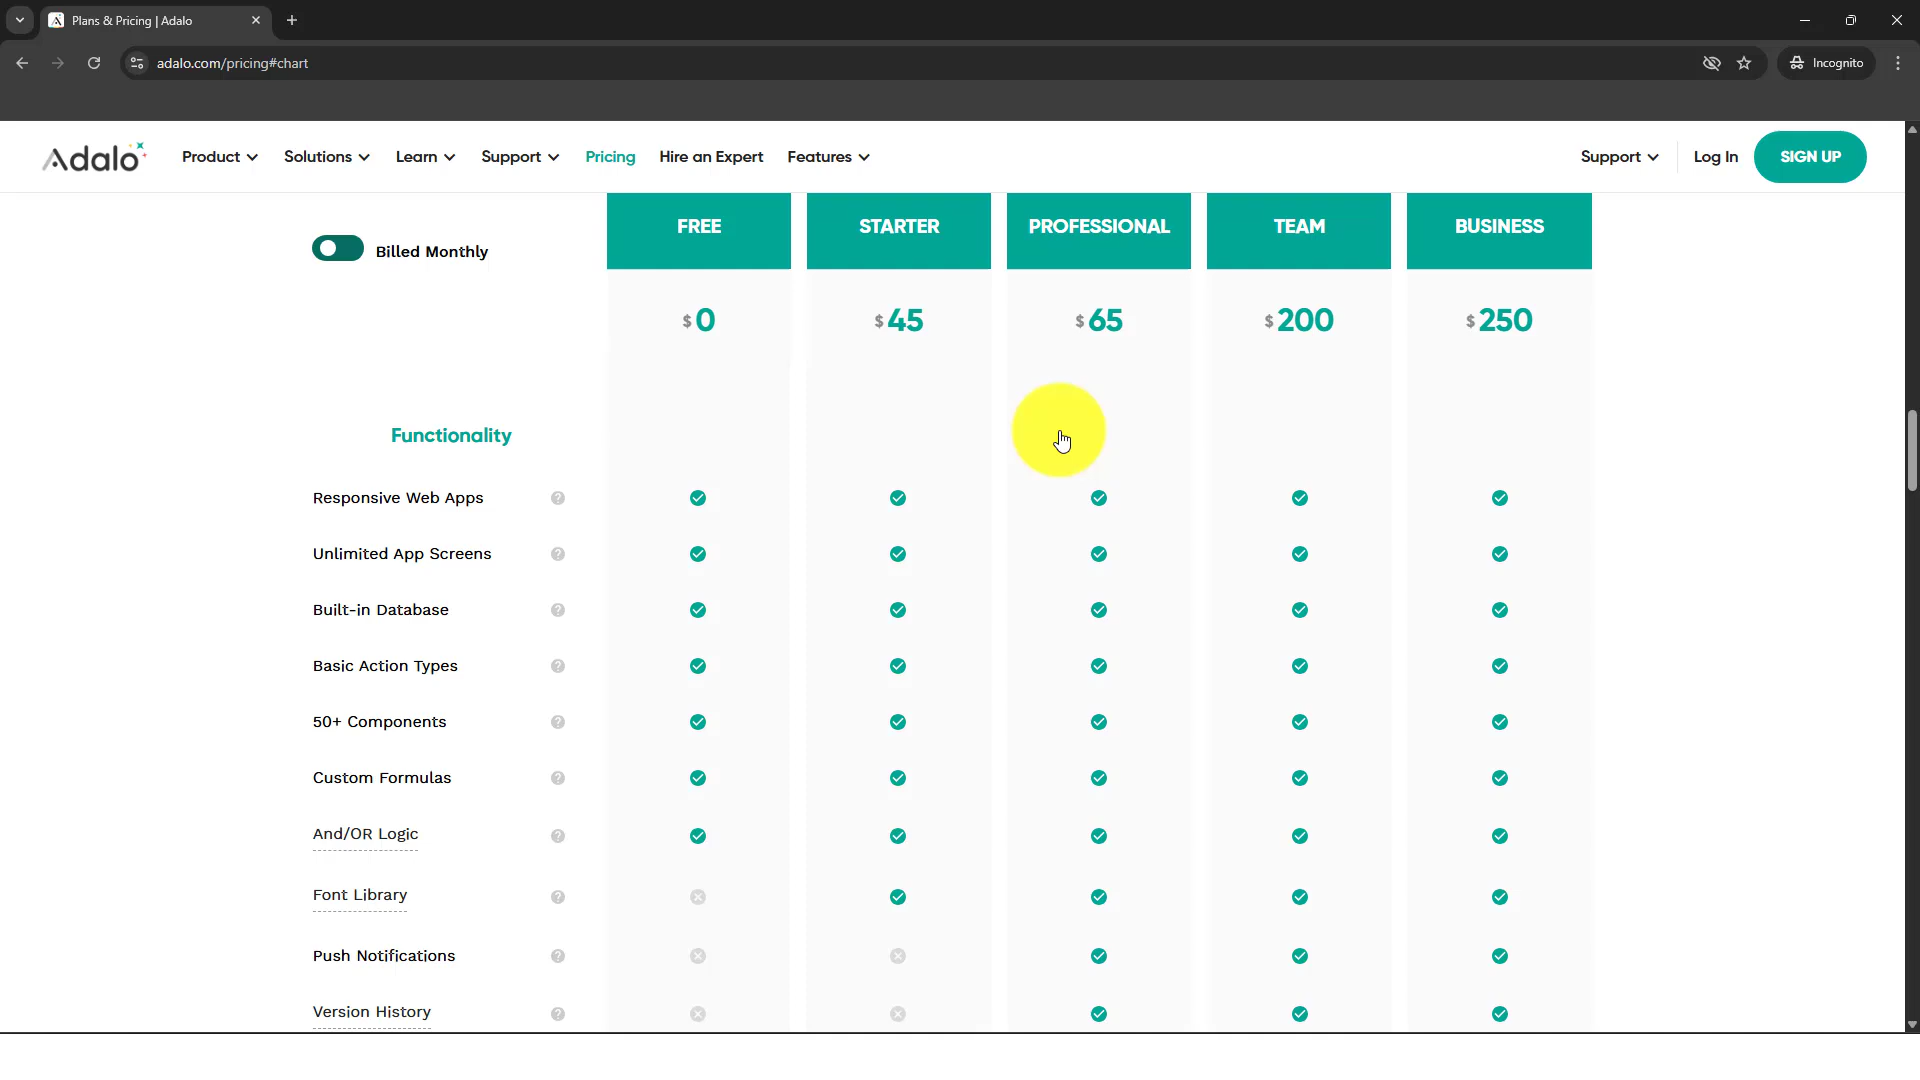 Plans & Pricing | Adalo
adalo.com/pricing#chart
Incognito
Adalo
Product
Solutions
Learn
Support
Pricing
Hire an Expert
Features
Support
Log In
SIGN UP
Billed Monthly
FREE
STARTER
PROFESSIONAL
TEAM
BUSINESS
$0
$45
$65
$200
$250
Functionality
Responsive Web Apps
Unlimited App Screens
Built-in Database
Basic Action Types
50+ Components
Custom Formulas
And/OR Logic
Font Library
Push Notifications
Version History